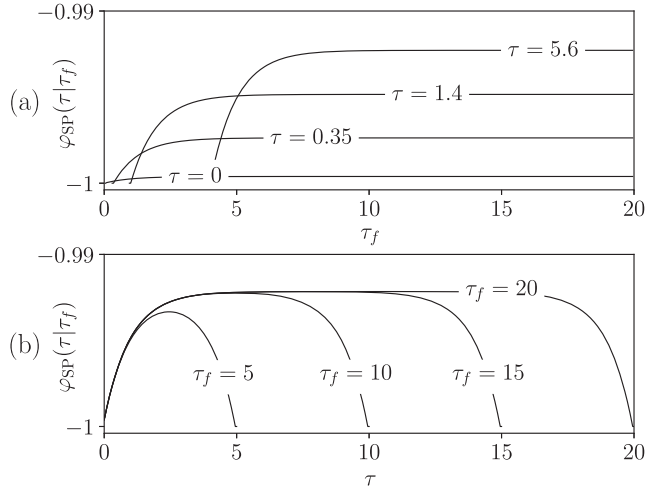 −0.99
(a)
φSP(τ|τf)
τ = 5.6
τ = 1.4
τ = 0.35
τ = 0
−1
0 5 10 15 20
τf
−0.99
(b)
φSP(τ|τf)
τf = 20
τf = 5 τf = 10 τf = 15
−1
0 5 10 15 20
τ